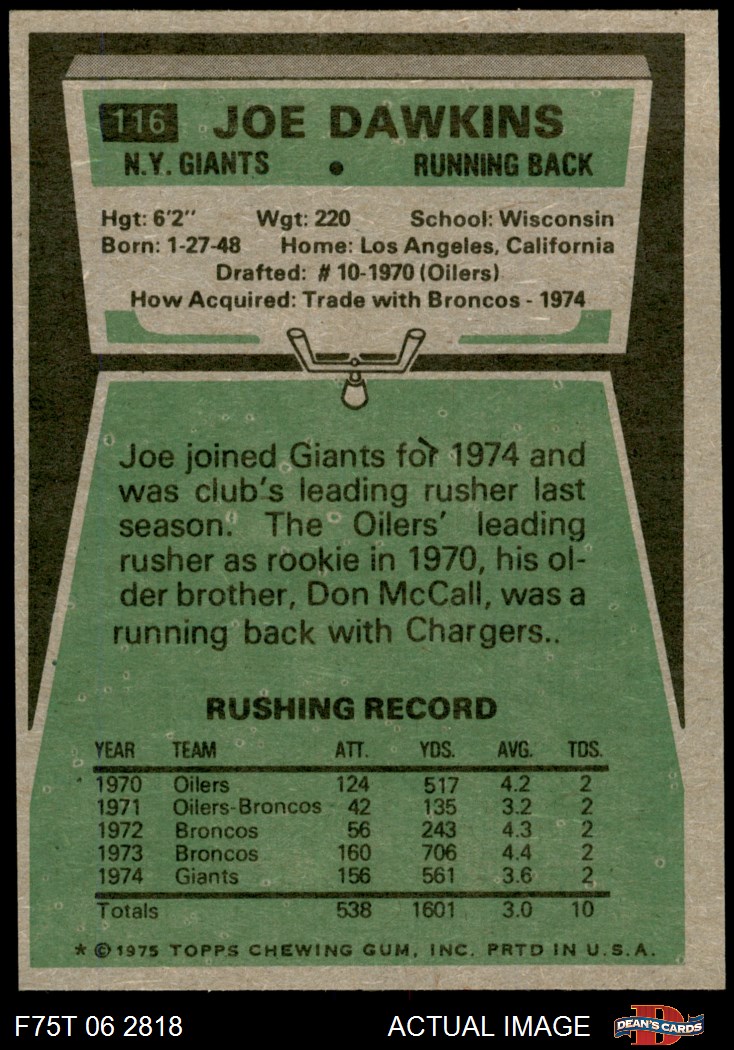 116 JOE DAWKINS
N.Y. GIANTS • RUNNING BACK
Hgt: 6'2" Wgt: 220 School: Wisconsin
Born: 1-27-48 Home: Los Angeles, California
Drafted: # 10-1970 (Oilers)
How Acquired: Trade with Broncos - 1974
Joe joined Giants for 1974 and
was club's leading rusher last
season. The Oilers' leading
rusher as rookie in 1970, his ol-
der brother, Don McCall, was a
running back with Chargers..
RUSHING RECORD
YEAR TEAM ATT. YDS. AVG. TDS.
1970 Oilers 124 517 4.2 2
1971 Oilers-Broncos 42 135 3.2 2
1972 Broncos 56 243 4.3 2
1973 Broncos 160 706 4.4 2
1974 Giants 156 561 3.6 2
Totals 538 1601 3.0 10
* © 1975 TOPPS CHEWING GUM, INC. PRTD IN U.S.A.
F75T 06 2818 ACTUAL IMAGE D DEAN'S CARDS